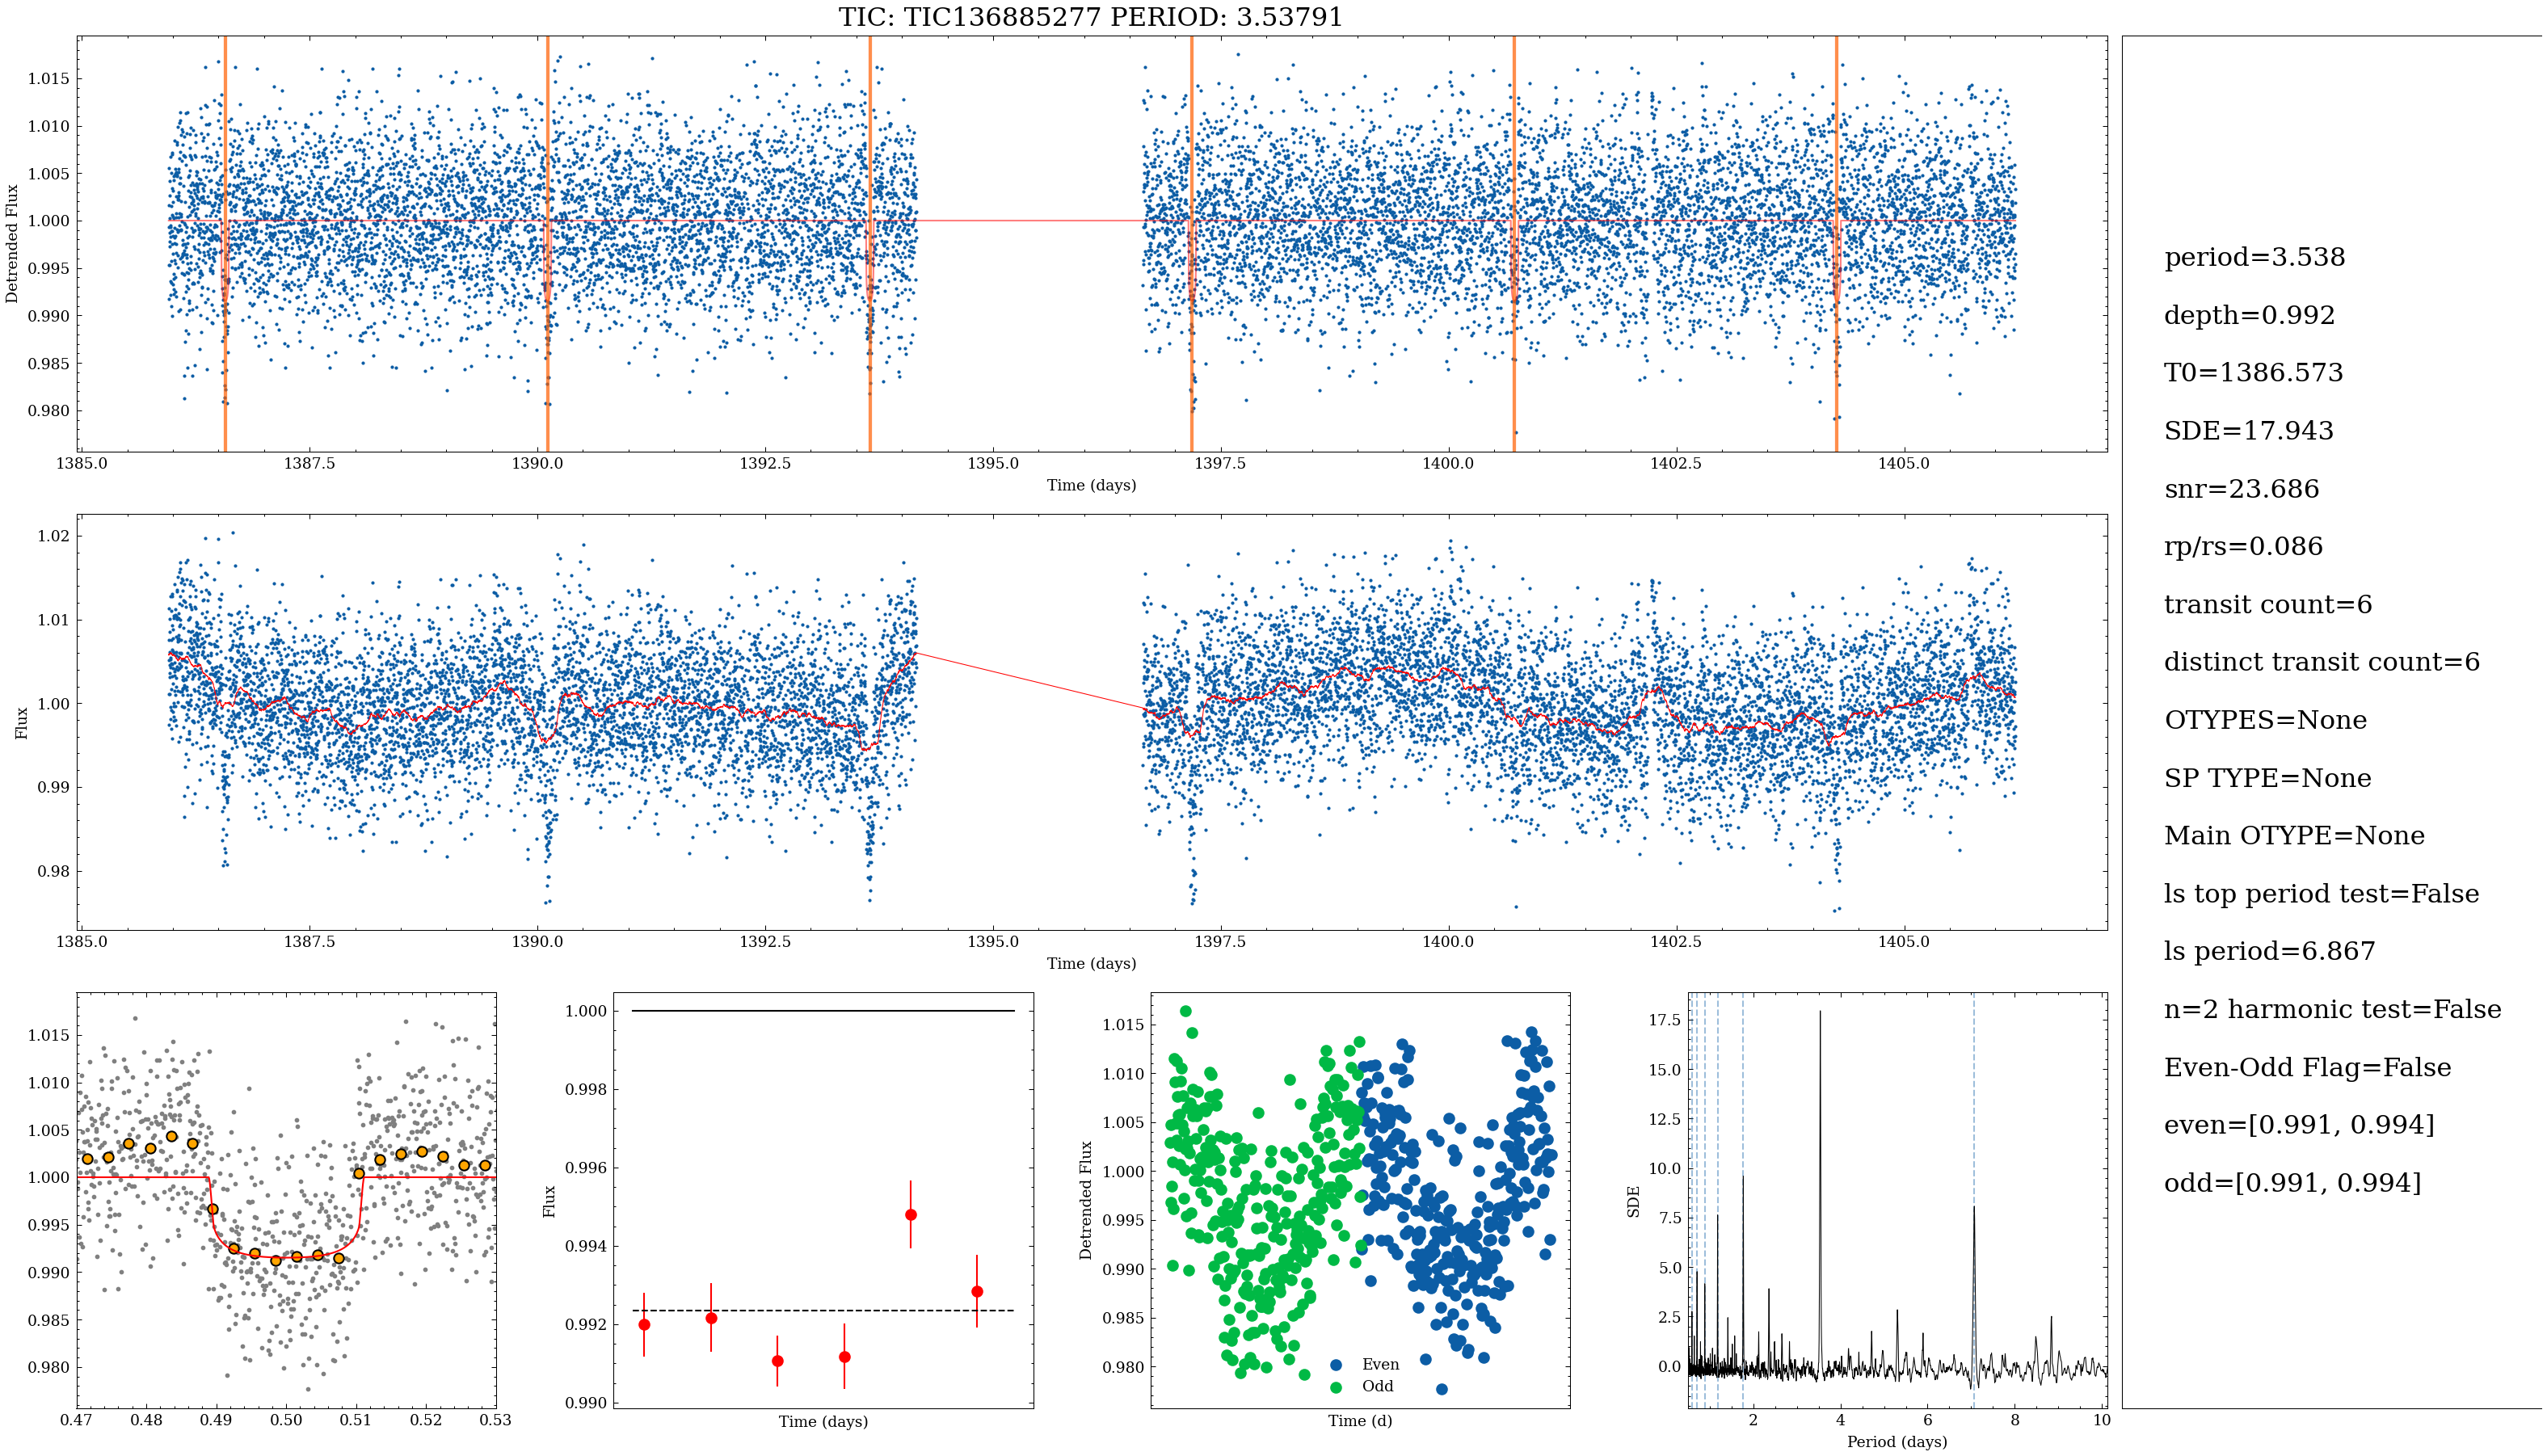 TIC: TIC136885277 PERIOD: 3.53791
Detrended Flux
1.015
1.010
1.005
1.000
0.995
0.990
0.985
0.980
1385.0 1387.5 1390.0 1392.5 1395.0 1397.5 1400.0 1402.5 1405.0
Time (days)
Flux
1.02
1.01
1.00
0.99
0.98
1385.0 1387.5 1390.0 1392.5 1395.0 1397.5 1400.0 1402.5 1405.0
Time (days)
1.015
1.010
1.005
1.000
0.995
0.990
0.985
0.980
0.47 0.48 0.49 0.50 0.51 0.52 0.53
Flux
1.000
0.998
0.996
0.994
0.992
0.990
Time (days)
Detrended Flux
1.015
1.010
1.005
1.000
0.995
0.990
0.985
0.980
Even
Odd
Time (d)
SDE
17.5
15.0
12.5
10.0
7.5
5.0
2.5
0.0
2 4 6 8 10
Period (days)
period=3.538
depth=0.992
T0=1386.573
SDE=17.943
snr=23.686
rp/rs=0.086
transit count=6
distinct transit count=6
OTYPES=None
SP TYPE=None
Main OTYPE=None
ls top period test=False
ls period=6.867
n=2 harmonic test=False
Even-Odd Flag=False
even=[0.991, 0.994]
odd=[0.991, 0.994]